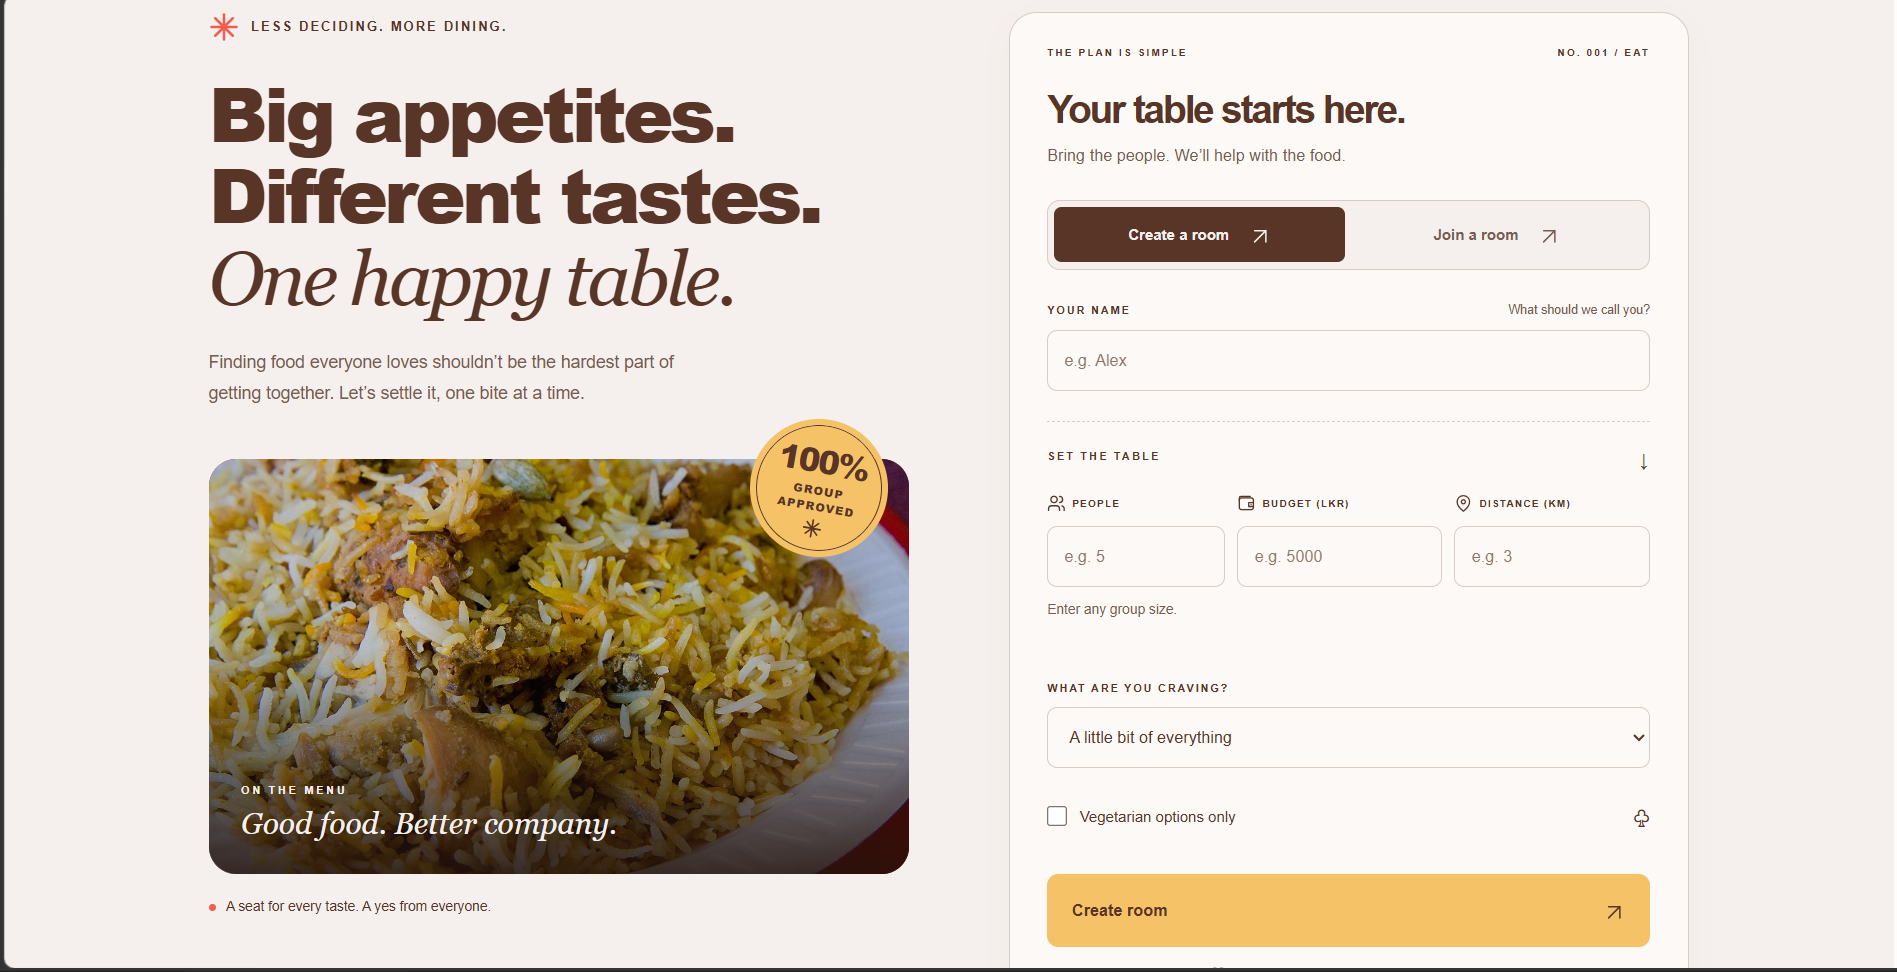 LESS DECIDING. MORE DINING.
Big appetites.
Different tastes.
One happy table.
Finding food everyone loves shouldn’t be the hardest part of
getting together. Let’s settle it, one bite at a time.
100%
GROUP
APPROVED
ON THE MENU
Good food. Better company.
A seat for every taste. A yes from everyone.
THE PLAN IS SIMPLE
NO. 001 / EAT
Your table starts here.
Bring the people. We’ll help with the food.
Create a room
Join a room
YOUR NAME
What should we call you?
e.g. Alex
SET THE TABLE
↓
PEOPLE
BUDGET (LKR)
DISTANCE (KM)
e.g. 5
e.g. 5000
e.g. 3
Enter any group size.
WHAT ARE YOU CRAVING?
A little bit of everything
Vegetarian options only
Create room